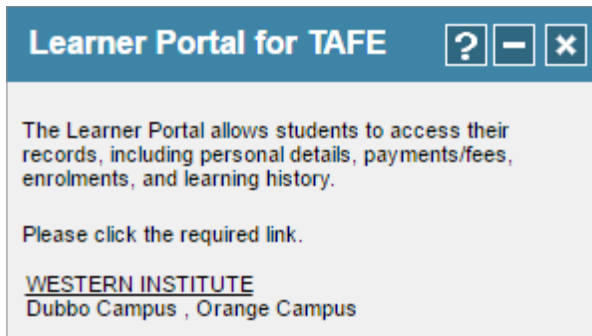 Learner Portal for TAFE ? – ×
The Learner Portal allows students to access their
records, including personal details, payments/fees,
enrolments, and learning history.
Please click the required link.
WESTERN INSTITUTE
Dubbo Campus , Orange Campus